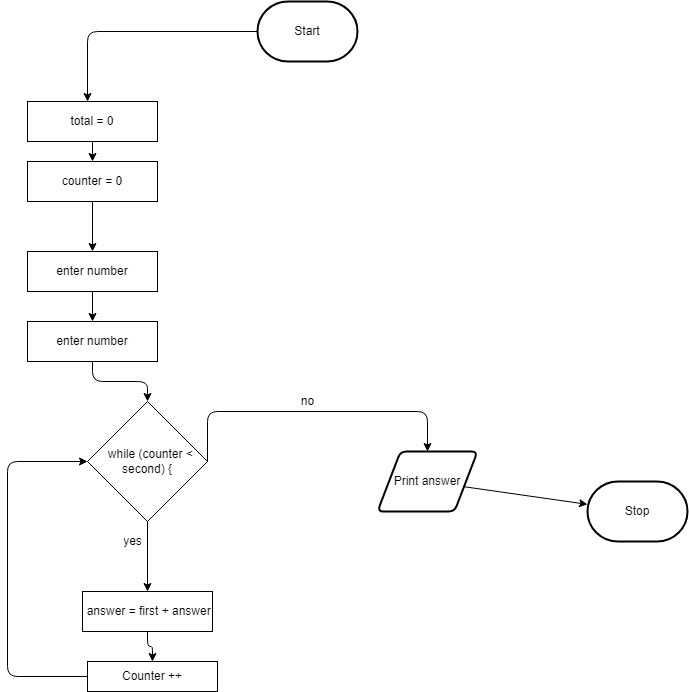 Start
total = 0
counter = 0
enter number
enter number
while (counter <
second) {
no
Print answer
Stop
yes
answer = first + answer
Counter ++